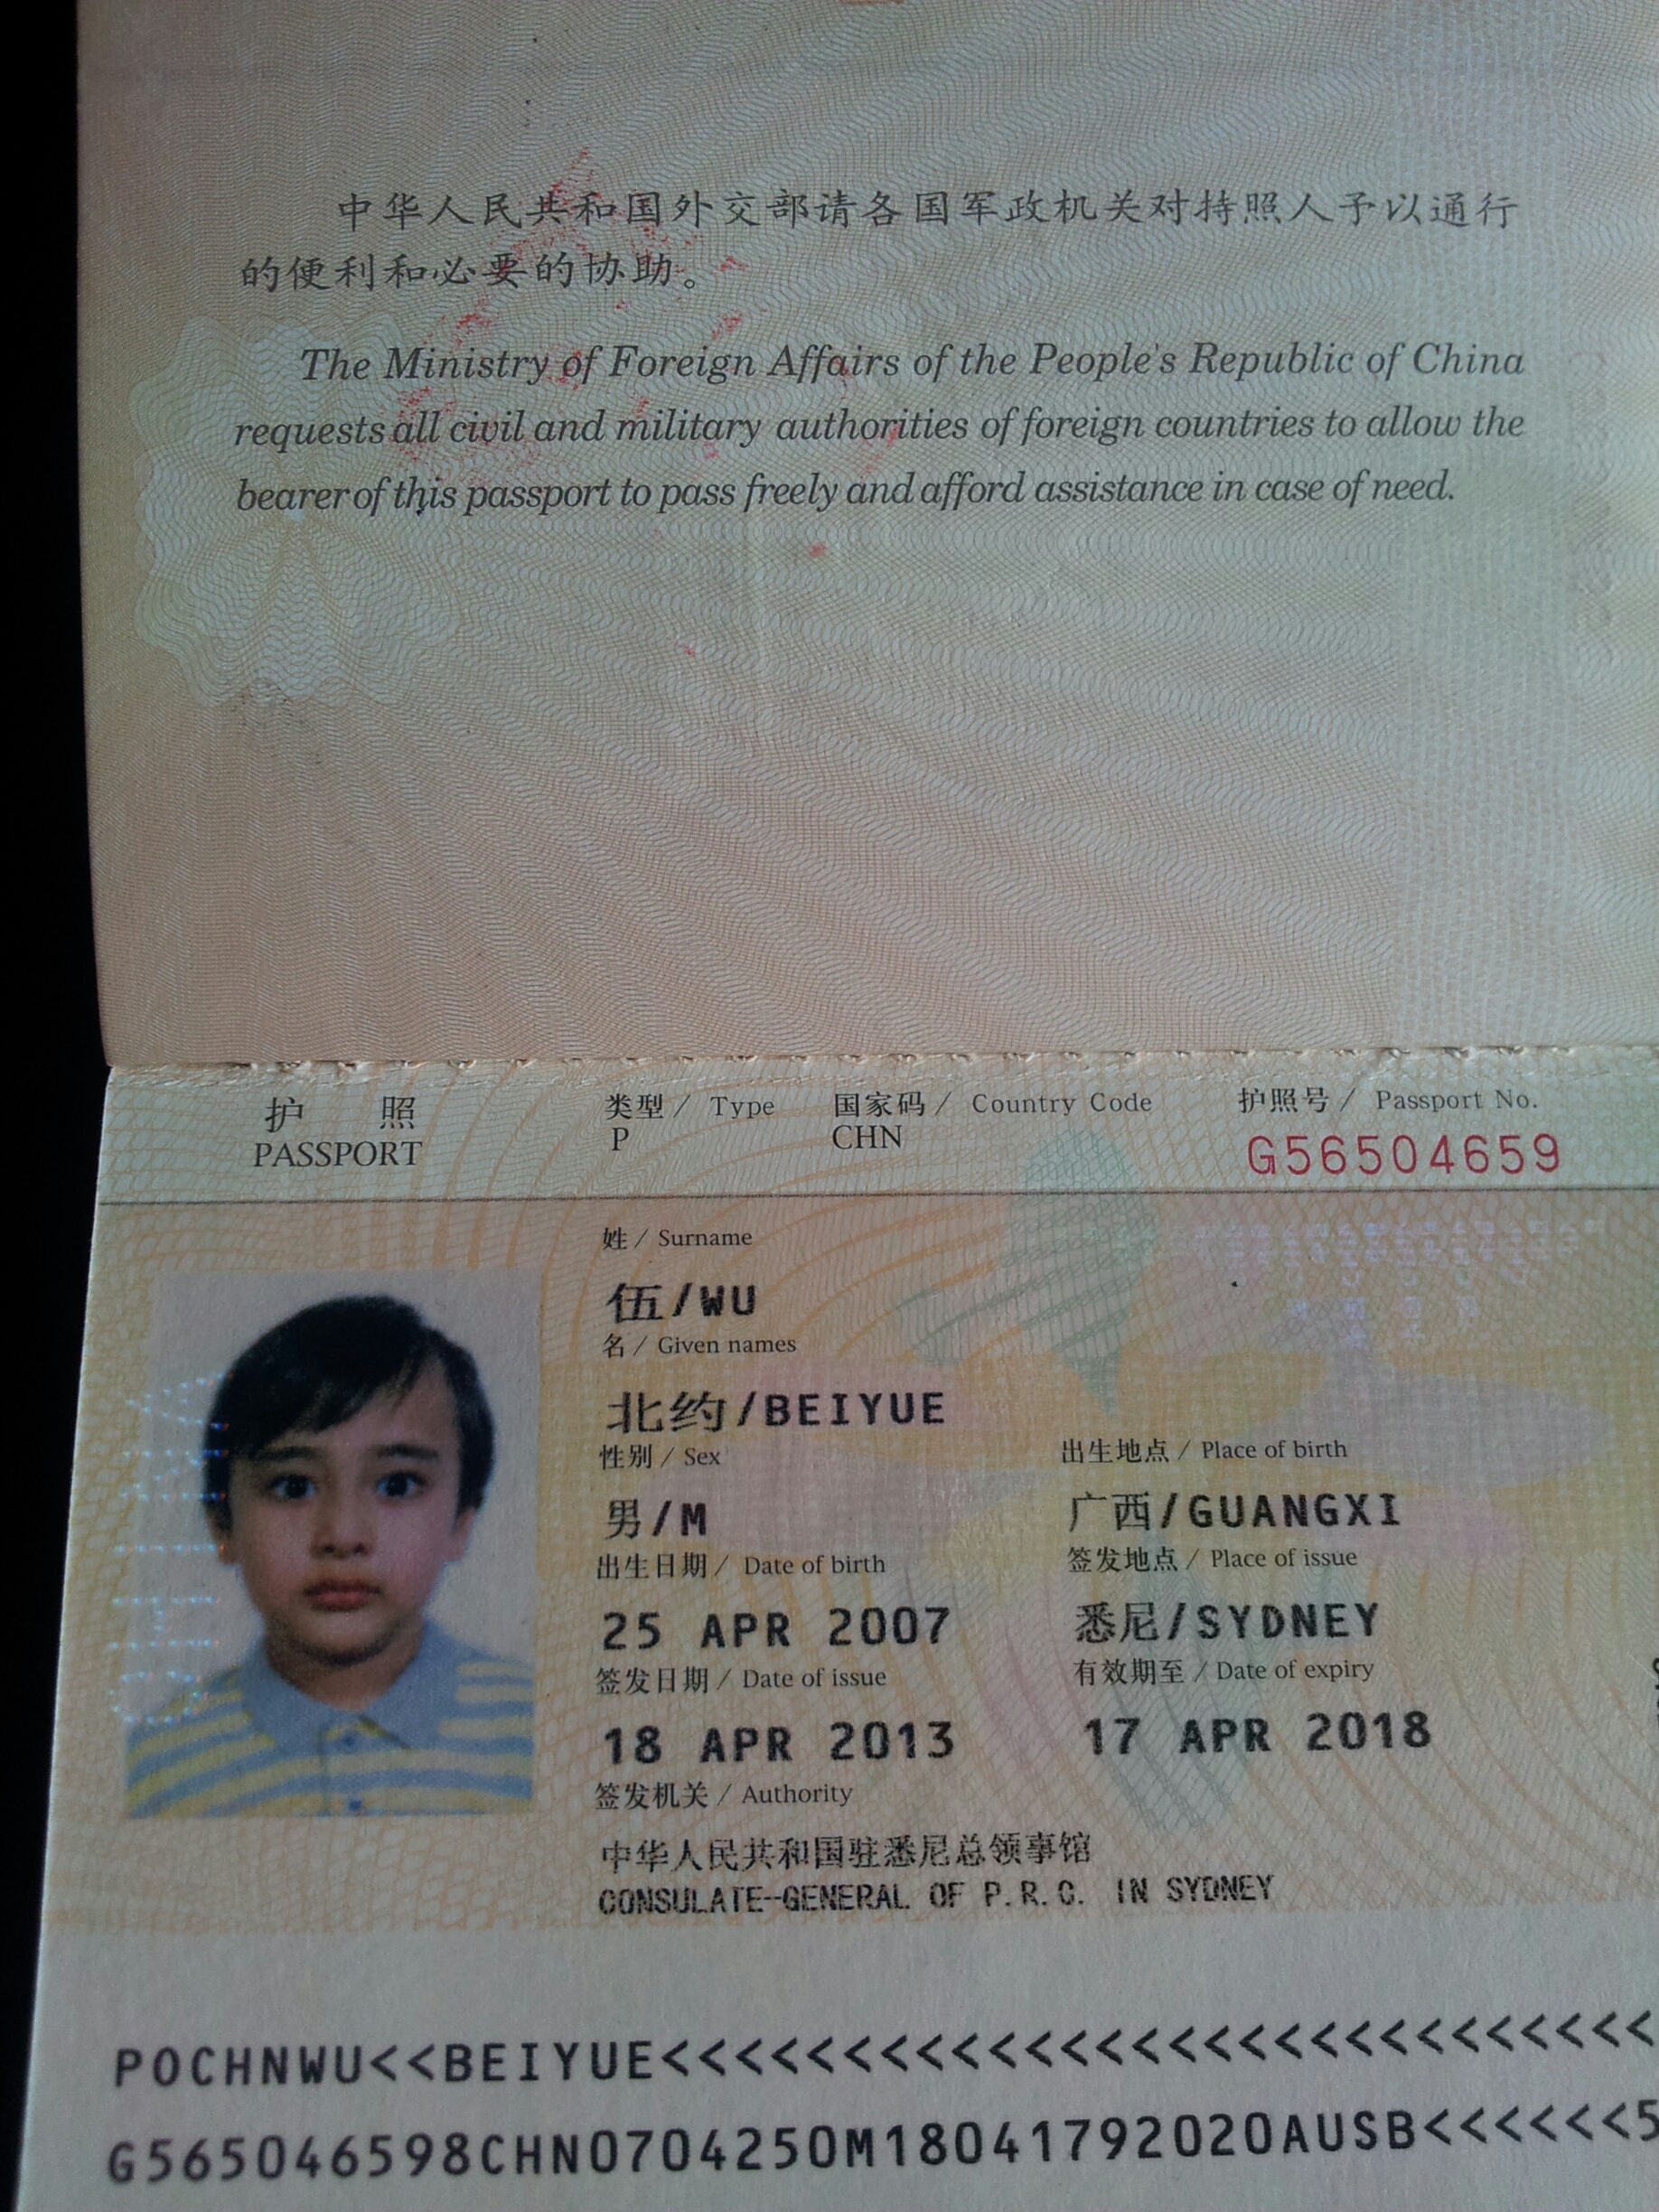 中华人民共和国外交部请各国军政机关对持照人予以通行
的便利和必要的协助。
The Ministry of Foreign Affairs of the People's Republic of China
requests all civil and military authorities of foreign countries to allow the
bearer of this passport to pass freely and afford assistance in case of need.
护 照
PASSPORT
类型 / Type
P
国家码 / Country Code
CHN
护照号 / Passport No.
G56504659
姓 / Surname
伍/WU
名 / Given names
北约/BEIYUE
性别 / Sex
男/M
出生地点 / Place of birth
广西/GUANGXI
出生日期 / Date of birth
25 APR 2007
签发地点 / Place of issue
悉尼/SYDNEY
签发日期 / Date of issue
18 APR 2013
有效期至 / Date of expiry
17 APR 2018
签发机关 / Authority
中华人民共和国驻悉尼总领事馆
CONSULATE-GENERAL OF P.R.C. IN SYDNEY
POCHNWU<<BEIYUE<<<<<<<<<<<<<<<<<<<<<<<<<<<
G565046598CHN0704250M18041792020AUSB<<<<<<5